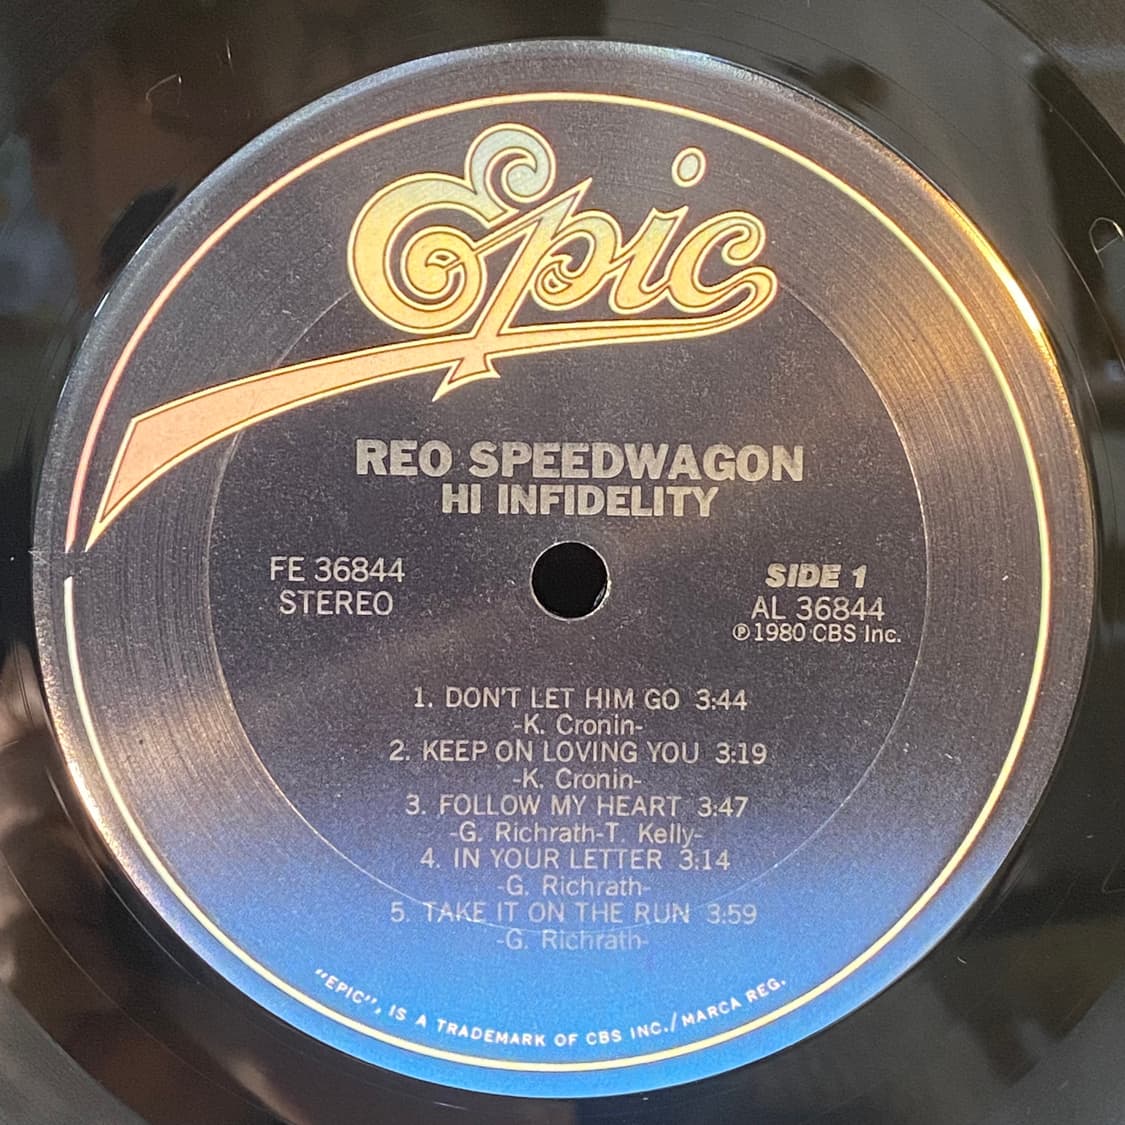 Epic
REO SPEEDWAGON
HI INFIDELITY
FE 36844
STEREO
SIDE 1
AL 36844
℗ 1980 CBS Inc.
1. DON'T LET HIM GO 3:44
-K. Cronin-
2. KEEP ON LOVING YOU 3:19
-K. Cronin-
3. FOLLOW MY HEART 3:47
-G. Richrath-T. Kelly-
4. IN YOUR LETTER 3:14
-G. Richrath-
5. TAKE IT ON THE RUN 3:59
-G. Richrath-
"EPIC", IS A TRADEMARK OF CBS INC./MARCA REG.